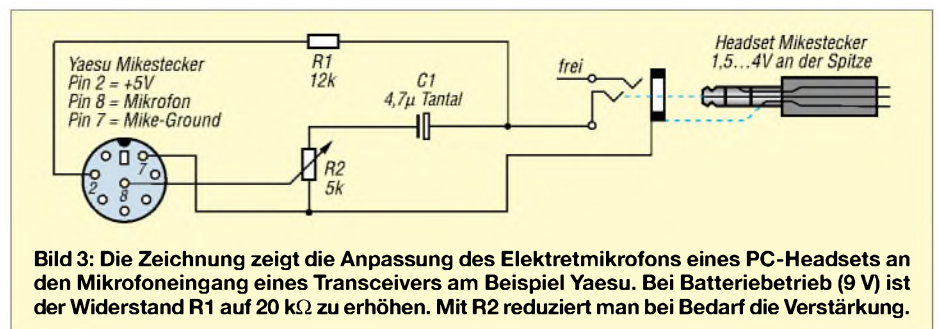 Yaesu Mikestecker
Pin 2 = +5V
Pin 8 = Mikrofon
Pin 7 = Mike-Ground
R1
12k
C1
4,7µ Tantal
frei
Headset Mikestecker
1,5...4V an der Spitze
R2
5k
2
7
8
Bild 3: Die Zeichnung zeigt die Anpassung des Elektretmikrofons eines PC-Headsets an
den Mikrofoneingang eines Transceivers am Beispiel Yaesu. Bei Batteriebetrieb (9 V) ist
der Widerstand R1 auf 20 kΩ zu erhöhen. Mit R2 reduziert man bei Bedarf die Verstärkung.